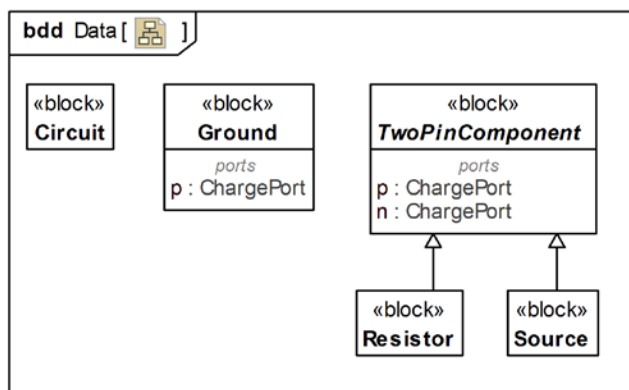 bdd Data [ ]
«block»
Circuit
«block»
Ground
ports
p : ChargePort
«block»
TwoPinComponent
ports
p : ChargePort
n : ChargePort
«block»
Resistor
«block»
Source